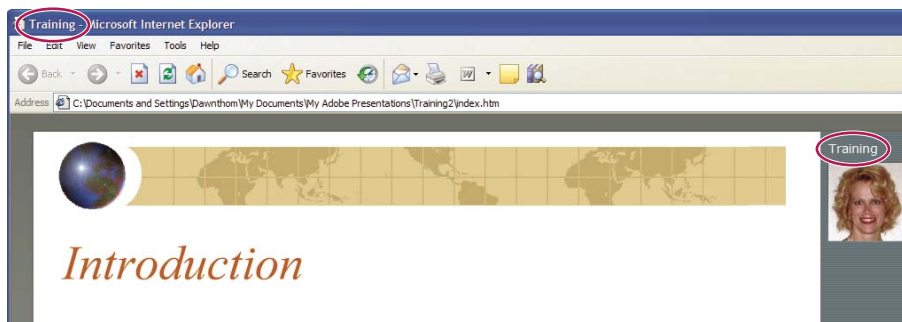 Training - Microsoft Internet Explorer
File Edit View Favorites Tools Help
Back Search Favorites
Address C:\Documents and Settings\Dawnthom\My Documents\My Adobe Presentations\Training2\index.htm
Training
Introduction